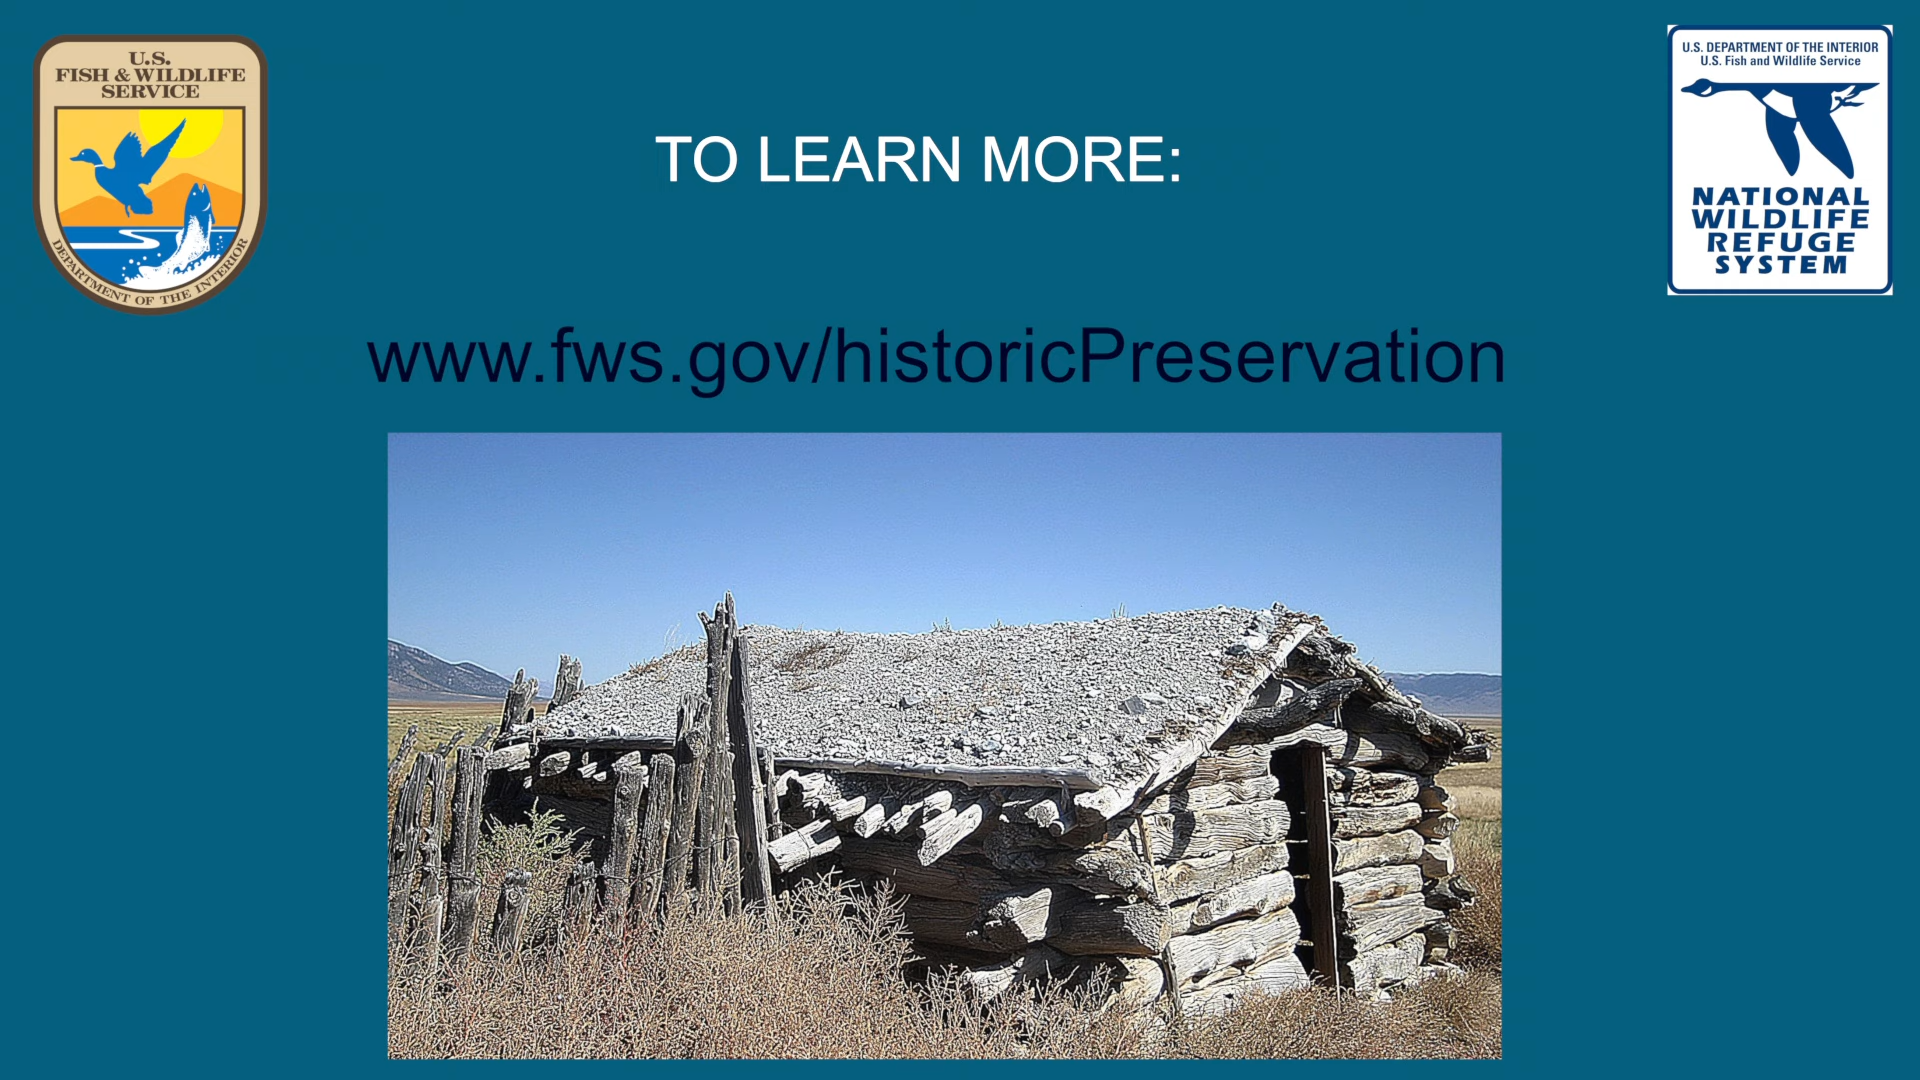 U.S.
FISH & WILDLIFE
SERVICE
DEPARTMENT OF THE INTERIOR
U.S. DEPARTMENT OF THE INTERIOR
U.S. Fish and Wildlife Service
NATIONAL
WILDLIFE
REFUGE
SYSTEM
TO LEARN MORE:
www.fws.gov/historicPreservation